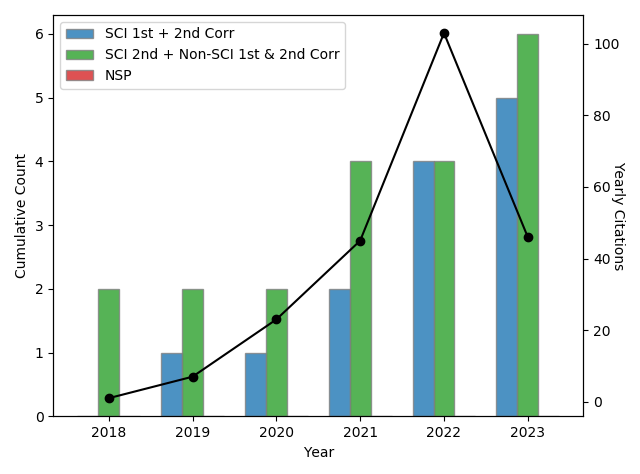 SCI 1st + 2nd Corr
SCI 2nd + Non-SCI 1st & 2nd Corr
NSP
6
5
4
3
2
1
0
Cumulative Count
100
80
60
40
20
0
Yearly Citations
2018 2019 2020 2021 2022 2023
Year